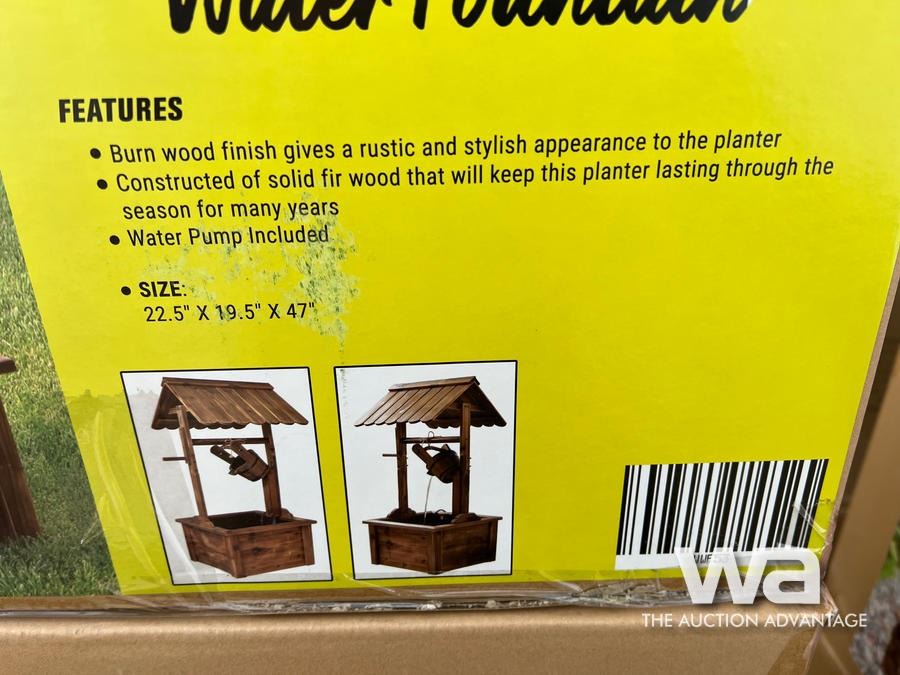 Water Fountain
FEATURES
• Burn wood finish gives a rustic and stylish appearance to the planter
• Constructed of solid fir wood that will keep this planter lasting through the
season for many years
• Water Pump Included
• SIZE:
22.5" X 19.5" X 47"
wa
THE AUCTION ADVANTAGE